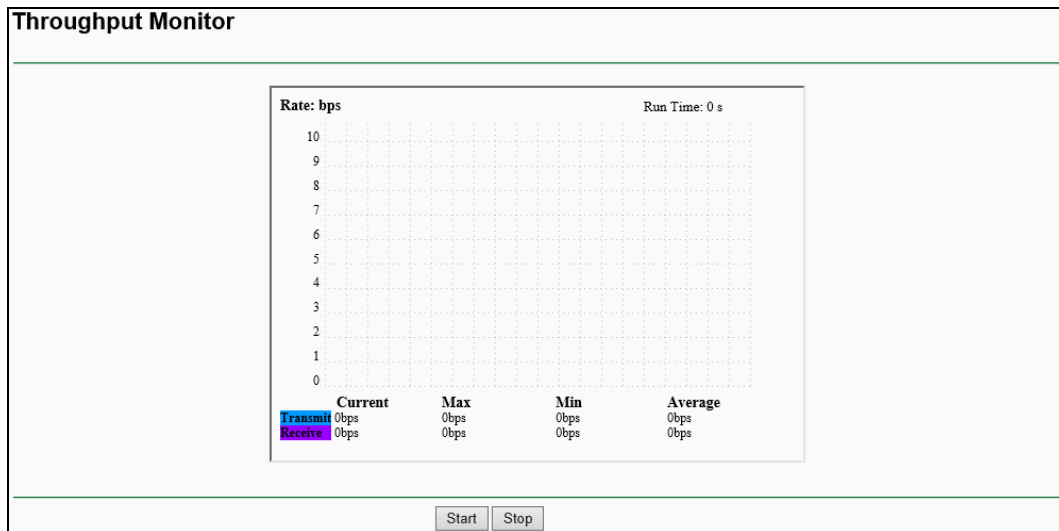 Throughput Monitor
Rate: bps Run Time: 0 s
10
9
8
7
6
5
4
3
2
1
0
Current Max Min Average
Transmit 0bps 0bps 0bps 0bps
Receive 0bps 0bps 0bps 0bps
Start Stop